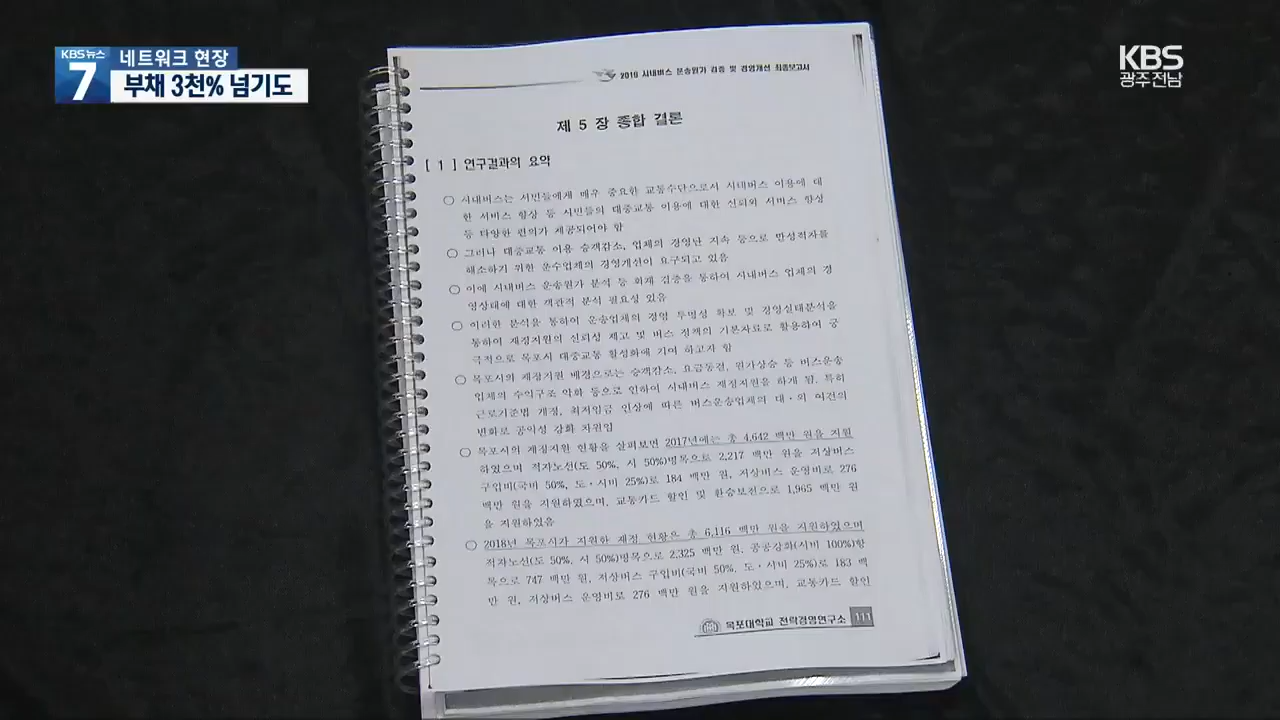 KBS 뉴스 7
네트워크 현장
부채 3천% 넘기도
KBS
광주전남
2018 시내버스 운송원가 검증 및 경영개선 최종보고서
제 5 장 종합 결론
[ 1 ] 연구결과의 요약
○ 시내버스는 서민들에게 매우 중요한 교통수단으로서 시내버스 이용에 대
한 서비스 향상 등 시민들의 대중교통 이용에 대한 신뢰와 서비스 향상
등 다양한 편의가 제공되어야 함
○ 그러나 대중교통 이용 승객감소, 업체의 경영난 지속 등으로 만성적자를
해소하기 위한 운수업체의 경영개선이 요구되고 있음
○ 이에 시내버스 운송원가 분석 등 회계 검증을 통하여 시내버스 업체의 경
영상태에 대한 객관적 분석 필요성 있음
○ 이러한 분석을 통하여 운송업체의 경영 투명성 확보 및 경영실태분석을
통하여 재정지원의 신뢰성 제고 및 버스 정책의 기본자료로 활용하여 궁
극적으로 목포시 대중교통 활성화에 기여 하고자 함
○ 목포시의 재정지원 배경으로는 승객감소, 요금동결, 원가상승 등 버스운송
업체의 수익구조 악화 등으로 인하여 시내버스 재정지원을 하게 됨. 특히
근로기준법 개정, 최저임금 인상에 따른 버스운송업체의 대·외 여건의
변화로 공익성 강화 차원임
○ 목포시의 재정지원 현황을 살펴보면 2017년에는 총 4,642 백만 원을 지원
하였으며 적자노선(도 50%, 시 50%)명목으로 2,217 백만 원을 저상버스
구입비(국비 50%, 도·시비 25%)로 184 백만 원, 저상버스 운영비로 276
백만 원을 지원하였으며, 교통카드 할인 및 환승보전으로 1,965 백만 원
을 지원하였음
○ 2018년 목포시가 지원한 재정 현황은 총 6,116 백만 원을 지원하였으며
적자노선(도 50%, 시 50%)명목으로 2,325 백만 원, 공공강화(시비 100%)항
목으로 747 백만 원, 저상버스 구입비(국비 50%, 도·시비 25%)로 183 백
만 원, 저상버스 운영비로 276 백만 원을 지원하였으며, 교통카드 할인
목포대학교 전략경영연구소 111